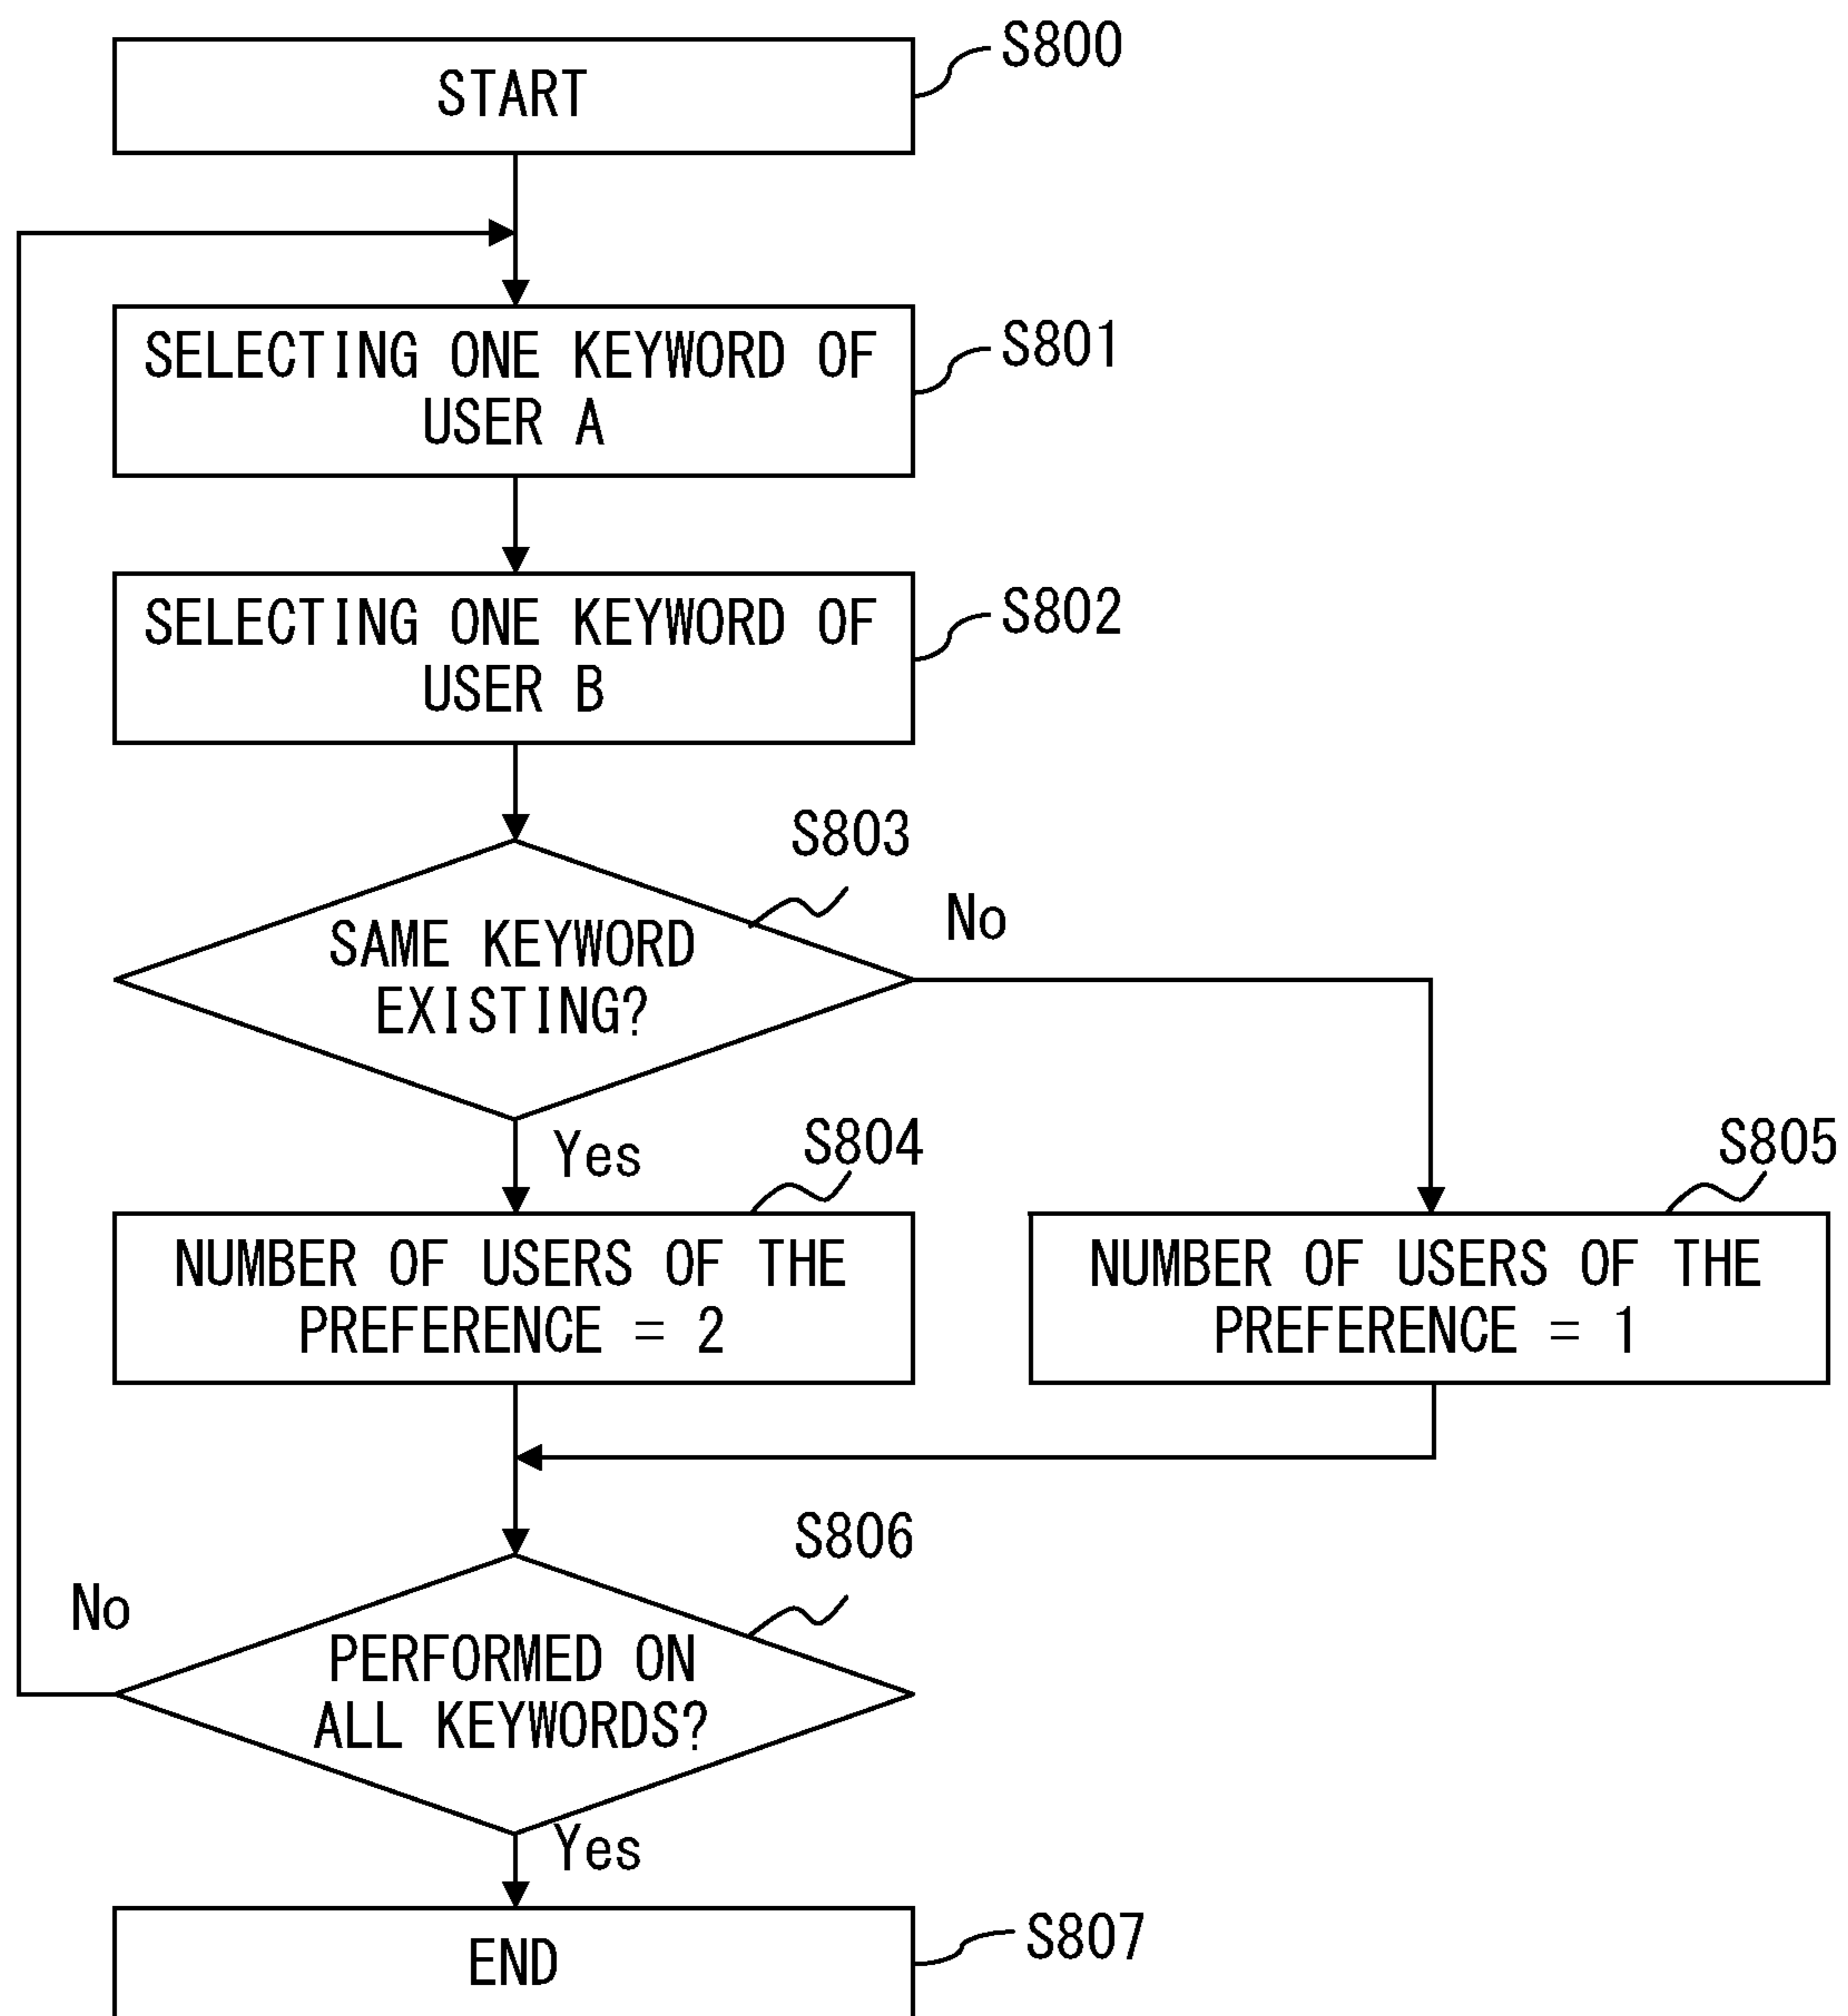 START
S800
SELECTING ONE KEYWORD OF
USER A
S801
SELECTING ONE KEYWORD OF
USER B
S802
S803
SAME KEYWORD
EXISTING?
No
Yes
S804
S805
NUMBER OF USERS OF THE
PREFERENCE = 2
NUMBER OF USERS OF THE
PREFERENCE = 1
S806
No
PERFORMED ON
ALL KEYWORDS?
Yes
END
S807